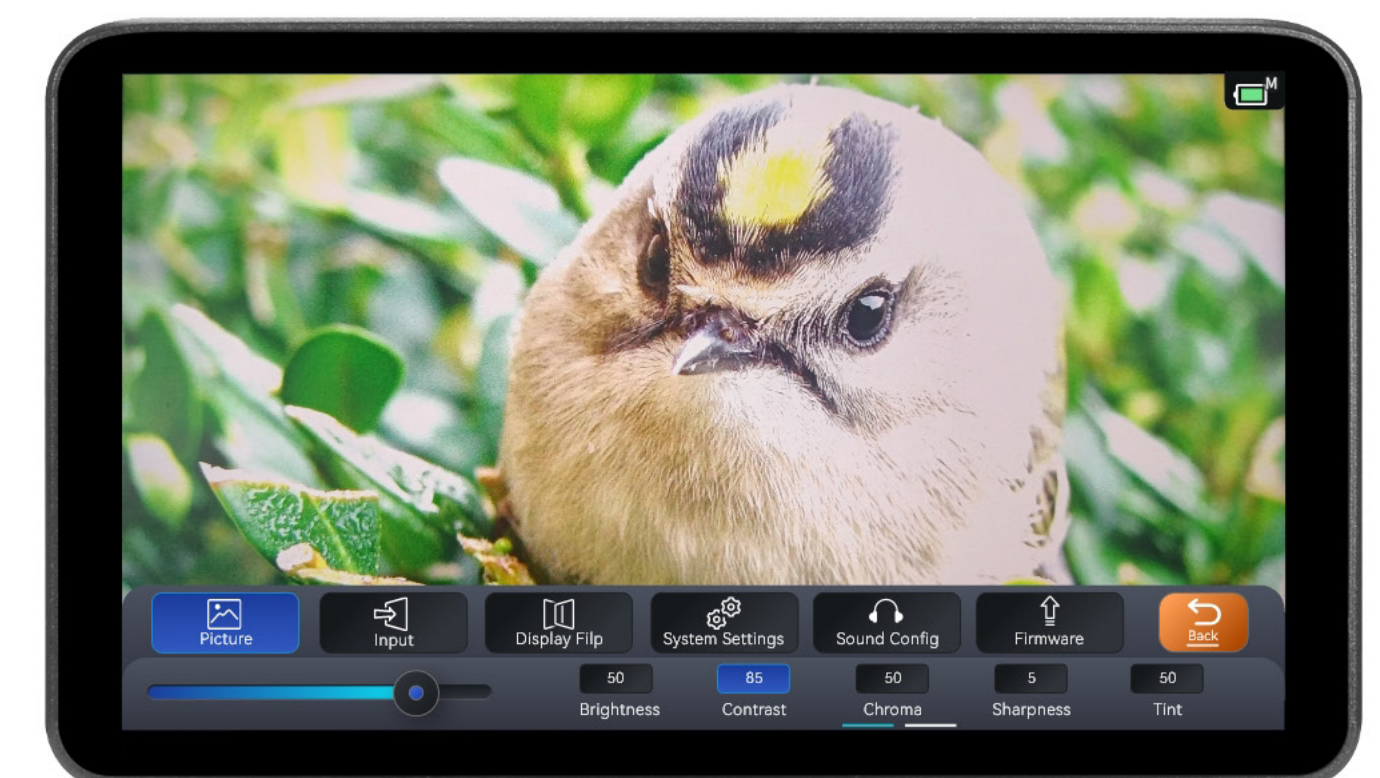 M
Picture
Input
Display Filp
System Settings
Sound Config
Firmware
Back
50
85
50
5
50
Brightness
Contrast
Chroma
Sharpness
Tint